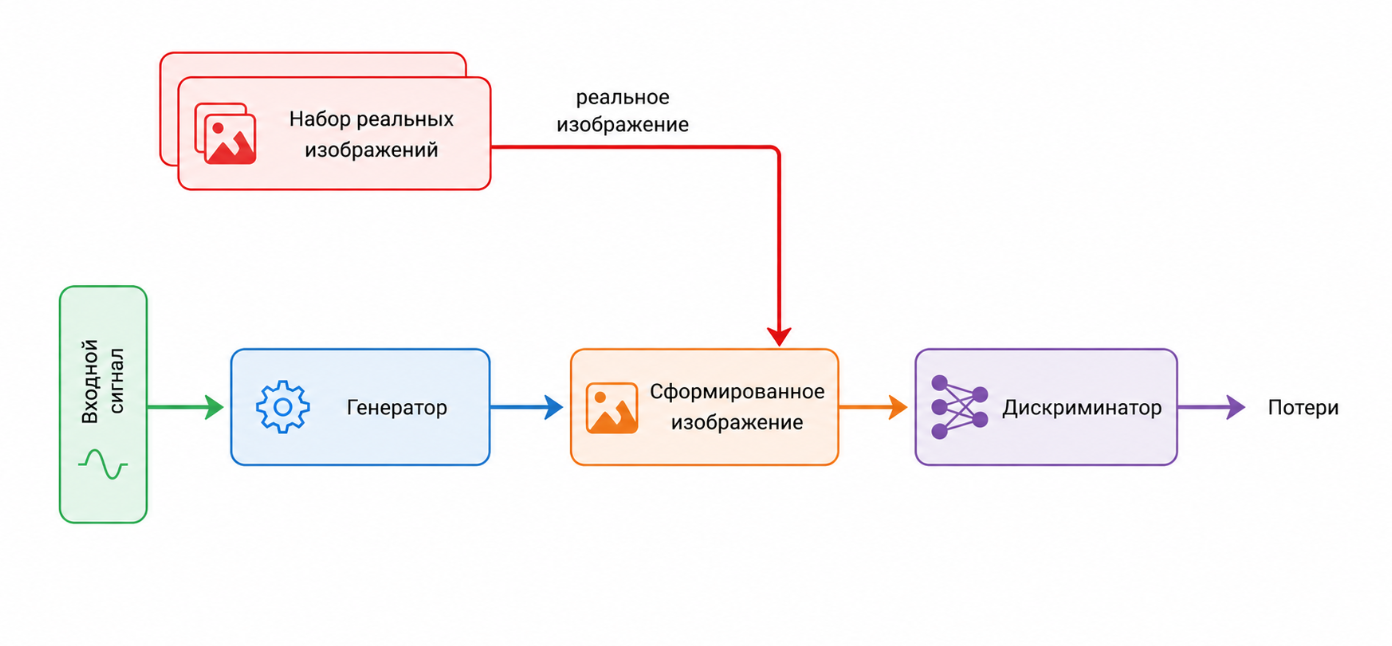 Набор реальных
изображений
реальное
изображение
Входной
сигнал
Генератор
Сформированное
изображение
Дискриминатор
Потери